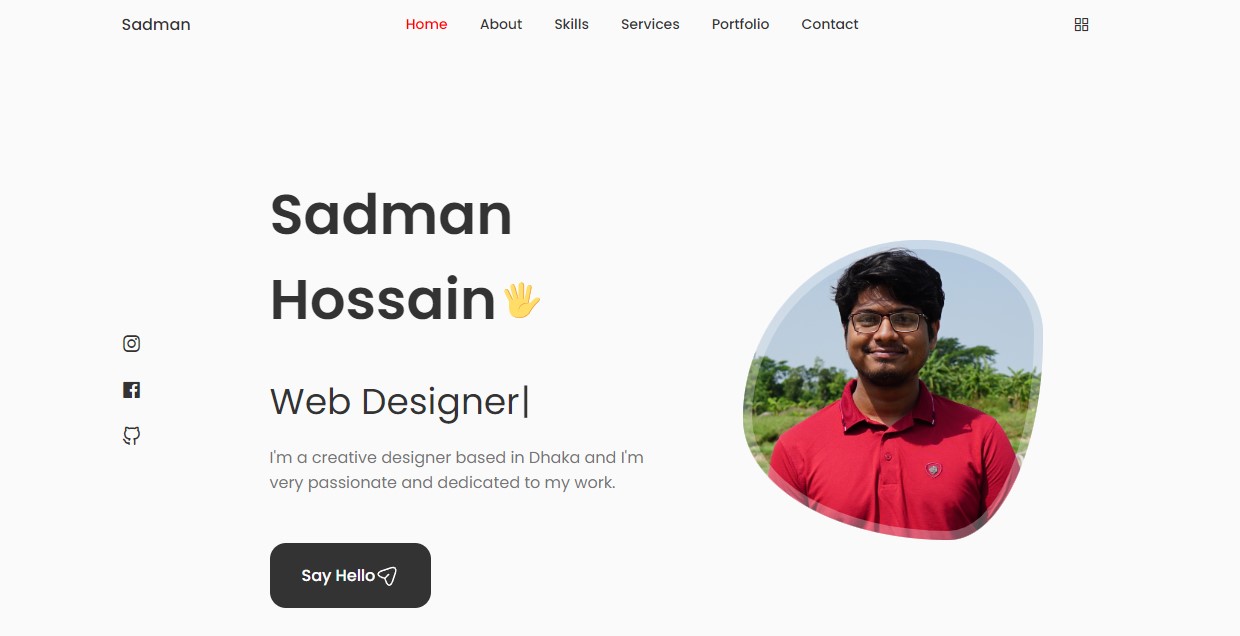 Sadman
Home About Skills Services Portfolio Contact
Sadman
Hossain👋
Web Designer|
I'm a creative designer based in Dhaka and I'm
very passionate and dedicated to my work.
Say Hello